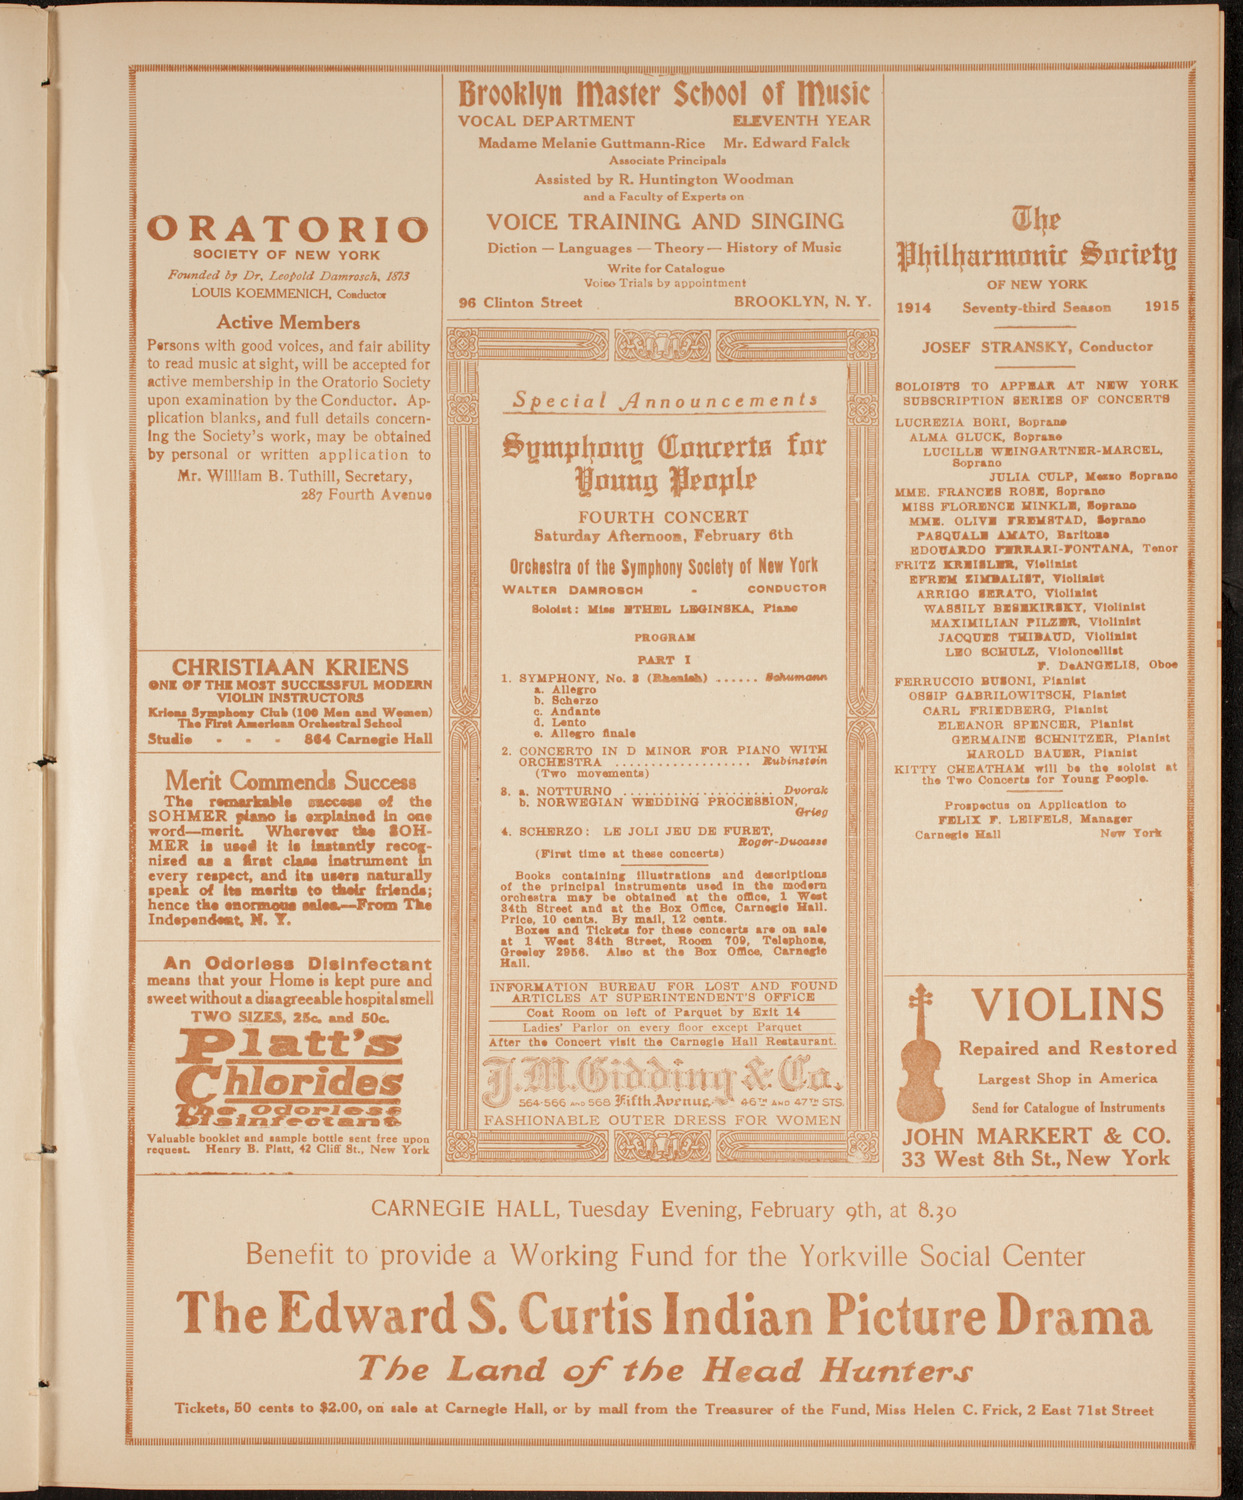 ORATORIO
SOCIETY OF NEW YORK
Founded by Dr. Leopold Damrosch, 1873
LOUIS KOEMMENICH, Conductor
Active Members
Persons with good voices, and fair ability
to read music at sight, will be accepted for
active membership in the Oratorio Society
upon examination by the Conductor. Ap-
plication blanks, and full details concern-
ing the Society's work, may be obtained
by personal or written application to
Mr. William B. Tuthill, Secretary,
287 Fourth Avenue
CHRISTIAAN KRIENS
ONE OF THE MOST SUCCESSFUL MODERN
VIOLIN INSTRUCTORS
Kriens Symphony Club (100 Men and Women)
The First American Orchestral School
Studio - - - 864 Carnegie Hall
Merit Commends Success
The remarkable success of the
SOHMER piano is explained in one
word—merit. Wherever the SOH-
MER is used it is instantly recog-
nized as a first class instrument in
every respect, and its users naturally
speak of its merits to their friends;
hence the enormous sales.—From The
Independent, N. Y.
An Odorless Disinfectant
means that your Home is kept pure and
sweet without a disagreeable hospital smell
TWO SIZES, 25c. and 50c.
Platt's
Chlorides
The Odorless
Disinfectant
Valuable booklet and sample bottle sent free upon
request. Henry B. Platt, 42 Cliff St., New York
Brooklyn Master School of Music
VOCAL DEPARTMENT ELEVENTH YEAR
Madame Melanie Guttmann-Rice Mr. Edward Falck
Associate Principals
Assisted by R. Huntington Woodman
and a Faculty of Experts on
VOICE TRAINING AND SINGING
Diction — Languages — Theory — History of Music
Write for Catalogue
Voice Trials by appointment
96 Clinton Street BROOKLYN, N. Y.
Special Announcements
Symphony Concerts for
Young People
FOURTH CONCERT
Saturday Afternoon, February 6th
Orchestra of the Symphony Society of New York
WALTER DAMROSCH - CONDUCTOR
Soloist: Miss ETHEL LEGINSKA, Piano
PROGRAM
PART I
1. SYMPHONY, No. 3 (Rhenish) ...... Schumann
a. Allegro
b. Scherzo
c. Andante
d. Lento
e. Allegro finale
2. CONCERTO IN D MINOR FOR PIANO WITH
ORCHESTRA .................. Rubinstein
(Two movements)
3. a. NOTTURNO .................... Dvorak
b. NORWEGIAN WEDDING PROCESSION,
Grieg
4. SCHERZO: LE JOLI JEU DE FURET,
Roger-Ducasse
(First time at these concerts)
Books containing illustrations and descriptions
of the principal instruments used in the modern
orchestra may be obtained at the office, 1 West
34th Street and at the Box Office, Carnegie Hall.
Price, 10 cents. By mail, 12 cents.
Boxes and Tickets for these concerts are on sale
at 1 West 34th Street, Room 709, Telephone,
Greeley 2956. Also at the Box Office, Carnegie
Hall.
INFORMATION BUREAU FOR LOST AND FOUND
ARTICLES AT SUPERINTENDENT'S OFFICE
Coat Room on left of Parquet by Exit 14
Ladies' Parlor on every floor except Parquet
After the Concert visit the Carnegie Hall Restaurant.
J.M. Gidding & Co.
564-566 AND 568 Fifth Avenue 46TH AND 47TH STS.
FASHIONABLE OUTER DRESS FOR WOMEN
The
Philharmonic Society
OF NEW YORK
1914 Seventy-third Season 1915
JOSEF STRANSKY, Conductor
SOLOISTS TO APPEAR AT NEW YORK
SUBSCRIPTION SERIES OF CONCERTS
LUCREZIA BORI, Soprano
ALMA GLUCK, Soprano
LUCILLE WEINGARTNER-MARCEL,
Soprano
JULIA CULP, Mezzo Soprano
MME. FRANCES ROSE, Soprano
MISS FLORENCE HINKLE, Soprano
MME. OLIVE FREMSTAD, Soprano
PASQUALE AMATO, Baritone
EDOUARDO FERRARI-FONTANA, Tenor
FRITZ KREISLER, Violinist
EFREM ZIMBALIST, Violinist
ARRIGO SERATO, Violinist
WASSILY BESEKIRSKY, Violinist
MAXIMILIAN PILZER, Violinist
JACQUES THIBAUD, Violinist
LEO SCHULZ, Violoncellist
F. DeANGELIS, Oboe
FERRUCCIO BUSONI, Pianist
OSSIP GABRILOWITSCH, Pianist
CARL FRIEDBERG, Pianist
ELEANOR SPENCER, Pianist
GERMAINE SCHNITZER, Pianist
HAROLD BAUER, Pianist
KITTY CHEATHAM will be the soloist at
the Two Concerts for Young People.
Prospectus on Application to
FELIX F. LEIFELS, Manager
Carnegie Hall New York
VIOLINS
Repaired and Restored
Largest Shop in America
Send for Catalogue of Instruments
JOHN MARKERT & CO.
33 West 8th St., New York
CARNEGIE HALL, Tuesday Evening, February 9th, at 8.30
Benefit to provide a Working Fund for the Yorkville Social Center
The Edward S. Curtis Indian Picture Drama
The Land of the Head Hunters
Tickets, 50 cents to $2.00, on sale at Carnegie Hall, or by mail from the Treasurer of the Fund, Miss Helen C. Frick, 2 East 71st Street